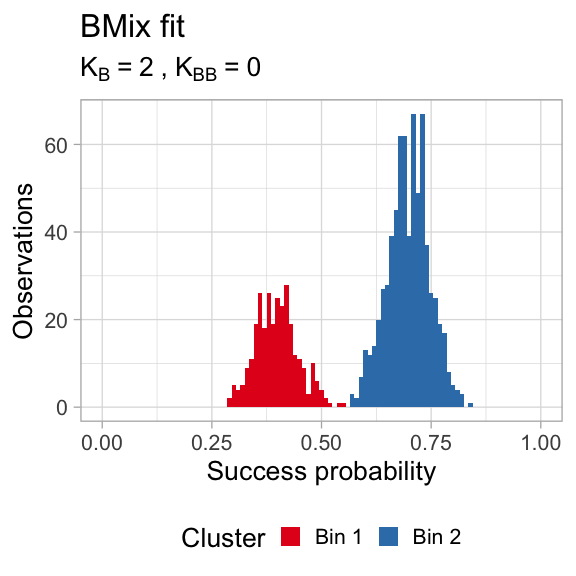 BMix fit
K_B = 2 , K_BB = 0
60
40
20
0
Observations
0.00 0.25 0.50 0.75 1.00
Success probability
Cluster Bin 1 Bin 2